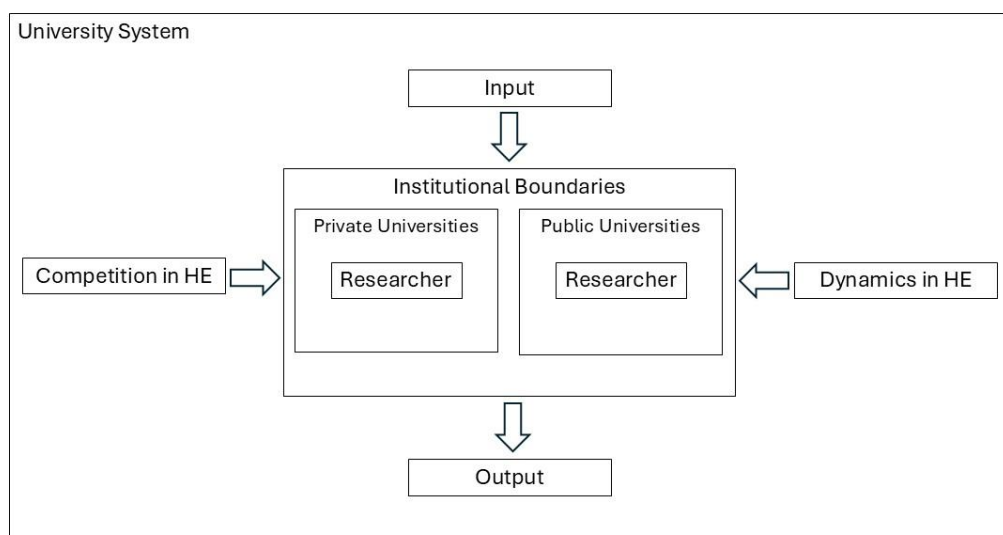 University System
Input
Institutional Boundaries
Private Universities
Public Universities
Competition in HE
Researcher
Researcher
Dynamics in HE
Output